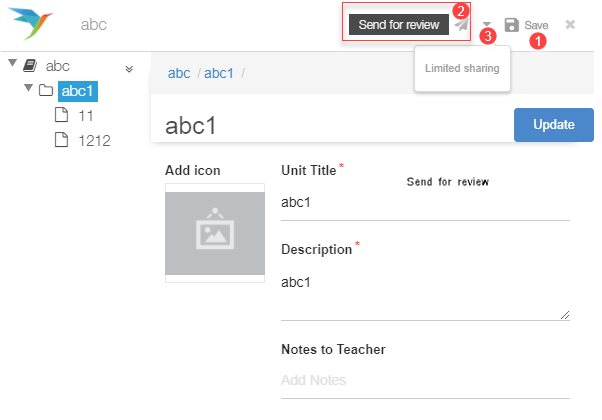 abc
Send for review
2
3
Save
1
Limited sharing
abc
abc1
11
1212
abc / abc1 /
abc1
Update
Add icon
Unit Title *
Send for review
abc1
Description *
abc1
Notes to Teacher
Add Notes